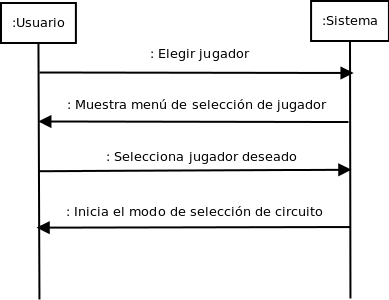 :Usuario
:Sistema
: Elegir jugador
: Muestra menú de selección de jugador
: Selecciona jugador deseado
: Inicia el modo de selección de circuito